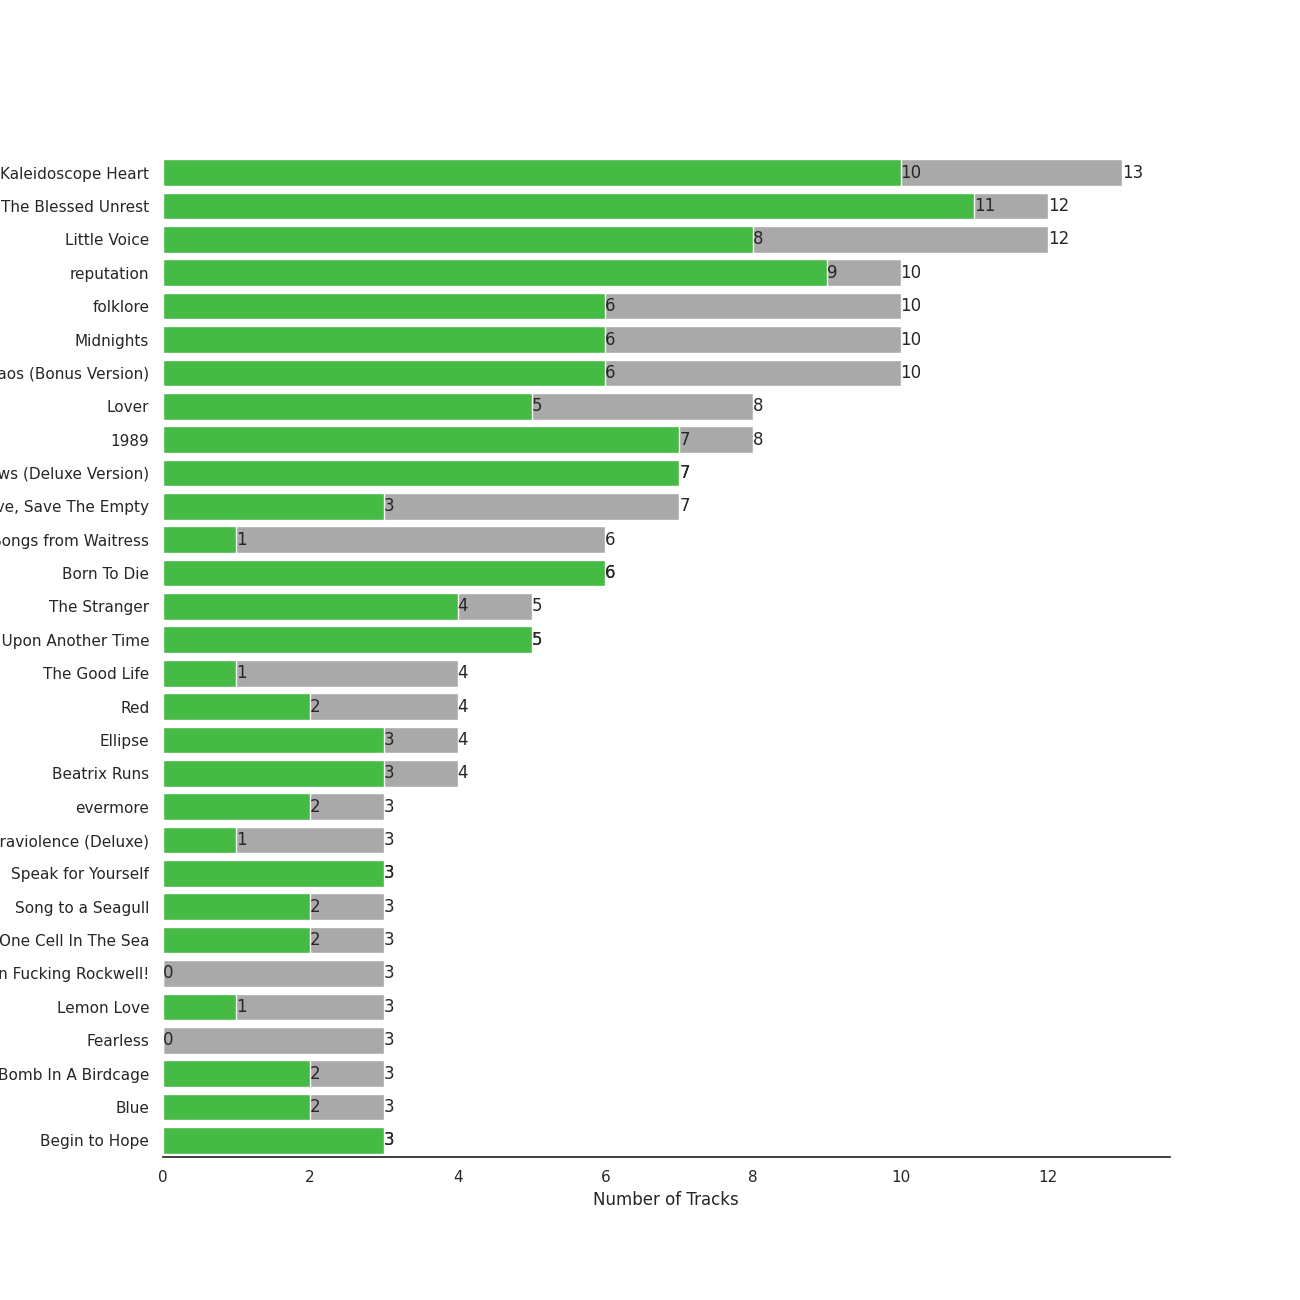 Kaleidoscope Heart 10 13
The Blessed Unrest 11 12
Little Voice 8 12
reputation 9 10
folklore 6 10
Midnights 6 10
aos (Bonus Version) 6 10
Lover 5 8
1989 7 8
ws (Deluxe Version) 7
ve, Save The Empty 3 7
Songs from Waitress 1 6
Born To Die 6
The Stranger 4 5
Upon Another Time 5
The Good Life 1 4
Red 2 4
Ellipse 3 4
Beatrix Runs 3 4
evermore 2 3
raviolence (Deluxe) 1 3
Speak for Yourself 3
Song to a Seagull 2 3
One Cell In The Sea 2 3
n Fucking Rockwell! 0 3
Lemon Love 1 3
Fearless 0 3
Bomb In A Birdcage 2 3
Blue 2 3
Begin to Hope 3
0 2 4 6 8 10 12
Number of Tracks